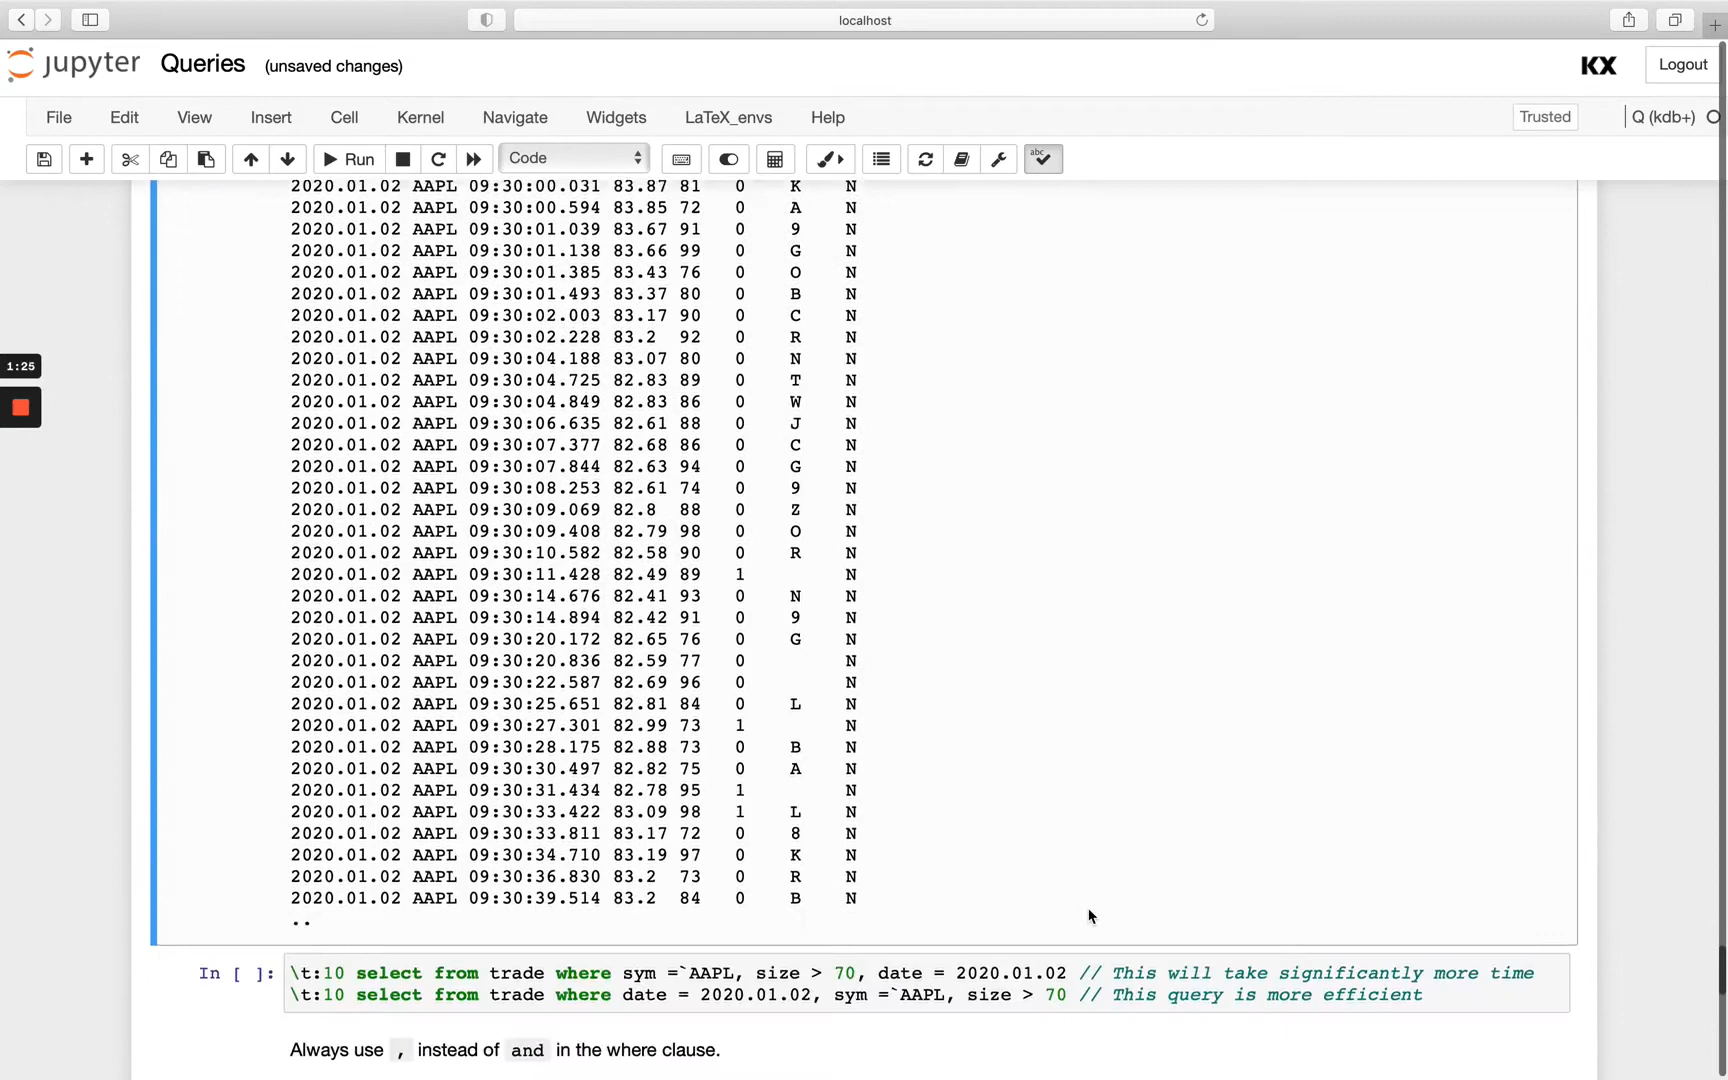 localhost
jupyter Queries (unsaved changes) KX Logout
File Edit View Insert Cell Kernel Navigate Widgets LaTeX_envs Help Trusted Q (kdb+)
Run Code abc
2020.01.02 AAPL 09:30:00.031 83.87 81 0 K N
2020.01.02 AAPL 09:30:00.594 83.85 72 0 A N
2020.01.02 AAPL 09:30:01.039 83.67 91 0 9 N
2020.01.02 AAPL 09:30:01.138 83.66 99 0 G N
2020.01.02 AAPL 09:30:01.385 83.43 76 0 O N
2020.01.02 AAPL 09:30:01.493 83.37 80 0 B N
2020.01.02 AAPL 09:30:02.003 83.17 90 0 C N
2020.01.02 AAPL 09:30:02.228 83.2 92 0 R N
1:25
2020.01.02 AAPL 09:30:04.188 83.07 80 0 N N
2020.01.02 AAPL 09:30:04.725 82.83 89 0 T N
2020.01.02 AAPL 09:30:04.849 82.83 86 0 W N
2020.01.02 AAPL 09:30:06.635 82.61 88 0 J N
2020.01.02 AAPL 09:30:07.377 82.68 86 0 C N
2020.01.02 AAPL 09:30:07.844 82.63 94 0 G N
2020.01.02 AAPL 09:30:08.253 82.61 74 0 9 N
2020.01.02 AAPL 09:30:09.069 82.8 88 0 Z N
2020.01.02 AAPL 09:30:09.408 82.79 98 0 O N
2020.01.02 AAPL 09:30:10.582 82.58 90 0 R N
2020.01.02 AAPL 09:30:11.428 82.49 89 1 N
2020.01.02 AAPL 09:30:14.676 82.41 93 0 N N
2020.01.02 AAPL 09:30:14.894 82.42 91 0 9 N
2020.01.02 AAPL 09:30:20.172 82.65 76 0 G N
2020.01.02 AAPL 09:30:20.836 82.59 77 0 N
2020.01.02 AAPL 09:30:22.587 82.69 96 0 N
2020.01.02 AAPL 09:30:25.651 82.81 84 0 L N
2020.01.02 AAPL 09:30:27.301 82.99 73 1 N
2020.01.02 AAPL 09:30:28.175 82.88 73 0 B N
2020.01.02 AAPL 09:30:30.497 82.82 75 0 A N
2020.01.02 AAPL 09:30:31.434 82.78 95 1 N
2020.01.02 AAPL 09:30:33.422 83.09 98 1 L N
2020.01.02 AAPL 09:30:33.811 83.17 72 0 8 N
2020.01.02 AAPL 09:30:34.710 83.19 97 0 K N
2020.01.02 AAPL 09:30:36.830 83.2 73 0 R N
2020.01.02 AAPL 09:30:39.514 83.2 84 0 B N
..
In [ ]: \t:10 select from trade where sym =`AAPL, size > 70, date = 2020.01.02 // This will take significantly more time
\t:10 select from trade where date = 2020.01.02, sym =`AAPL, size > 70 // This query is more efficient
Always use , instead of and in the where clause.